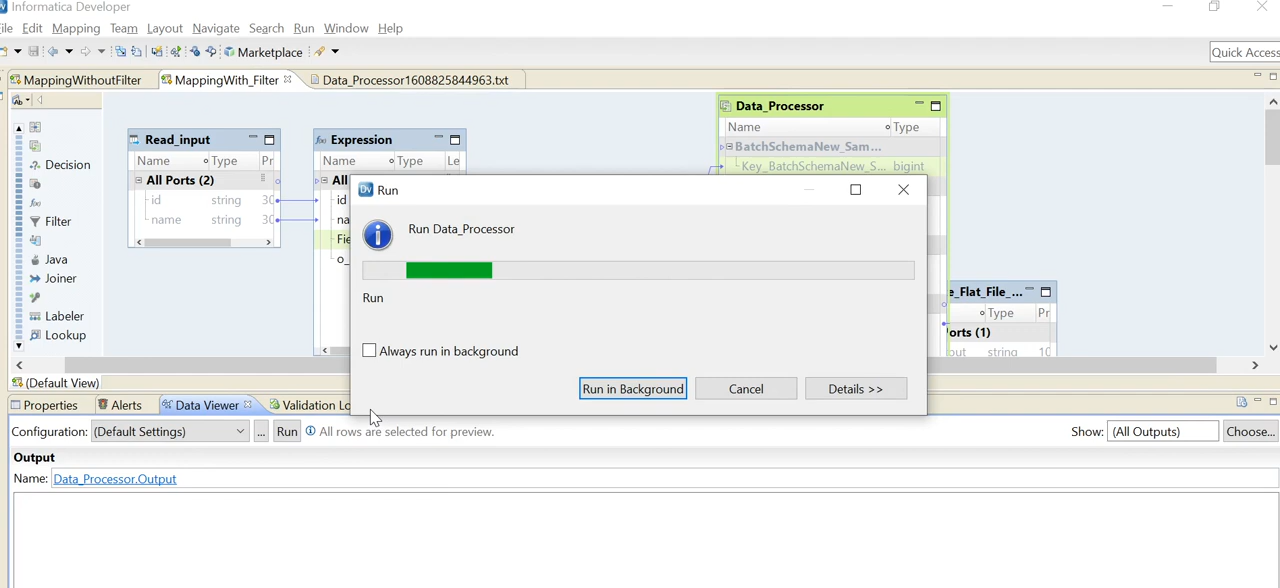 Informatica Developer
ile Edit Mapping Team Layout Navigate Search Run Window Help
Marketplace
Quick Access
MappingWithoutFilter MappingWith_Filter Data_Processor1608825844963.txt
Ab
Decision
Filter
Java
Joiner
Labeler
Lookup
Read_input
Name Type Pr
All Ports (2)
id string 30
name string 30
Expression
Name Type Le
All
id
na
Fie
o_
Data_Processor
Name Type
BatchSchemaNew_Sam...
Key_BatchSchemaNew_S... bigint
e_Flat_File_...
Type Pr
orts (1)
out string 10
Dv Run
Run Data_Processor
Run
Always run in background
Run in Background Cancel Details >>
(Default View)
Properties Alerts Data Viewer Validation Lo
Configuration: (Default Settings) ... Run All rows are selected for preview. Show: (All Outputs) Choose...
Output
Name: Data_Processor.Output